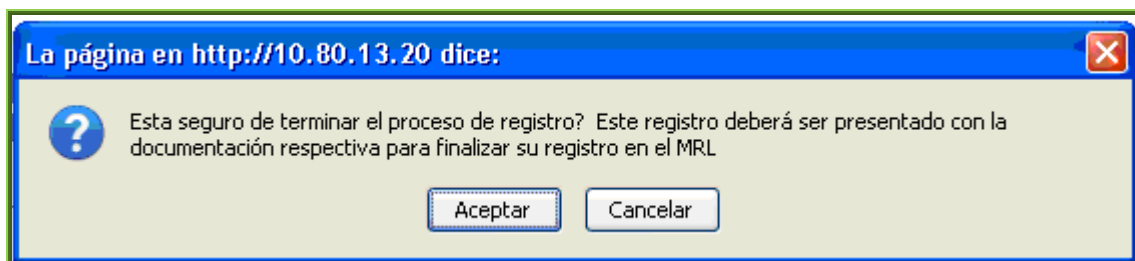 La página en http://10.80.13.20 dice:
Esta seguro de terminar el proceso de registro? Este registro deberá ser presentado con la
documentación respectiva para finalizar su registro en el MRL
Aceptar Cancelar